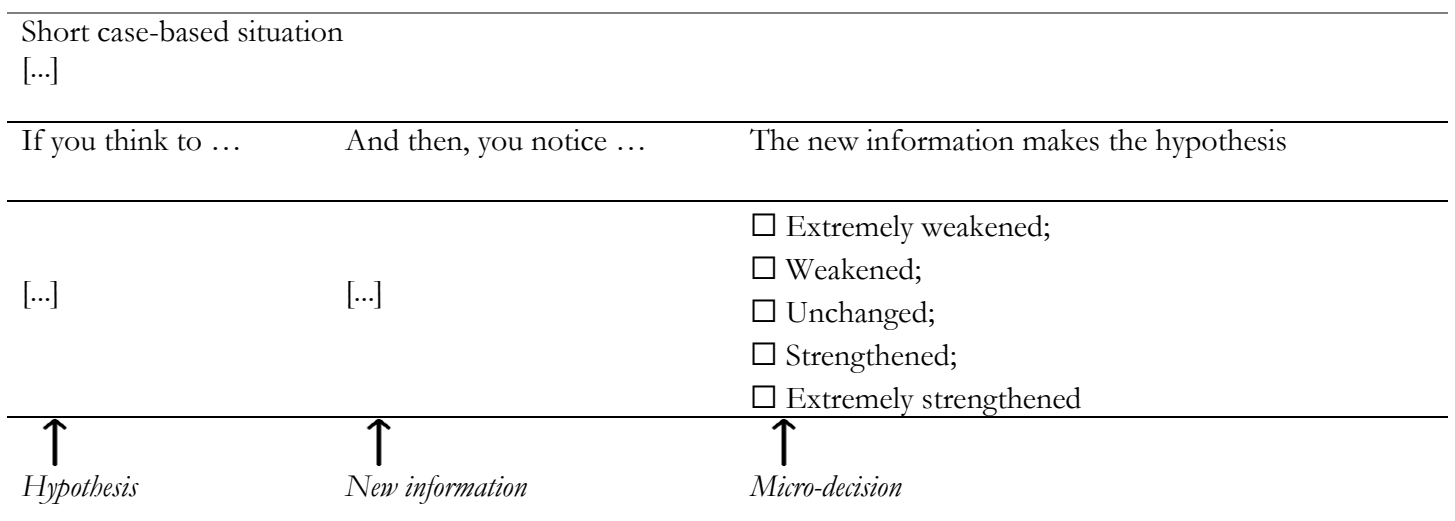 Short case-based situation
[...]
If you think to … And then, you notice … The new information makes the hypothesis
[...] [...] ☐ Extremely weakened;
☐ Weakened;
☐ Unchanged;
☐ Strengthened;
☐ Extremely strengthened
Hypothesis New information Micro-decision